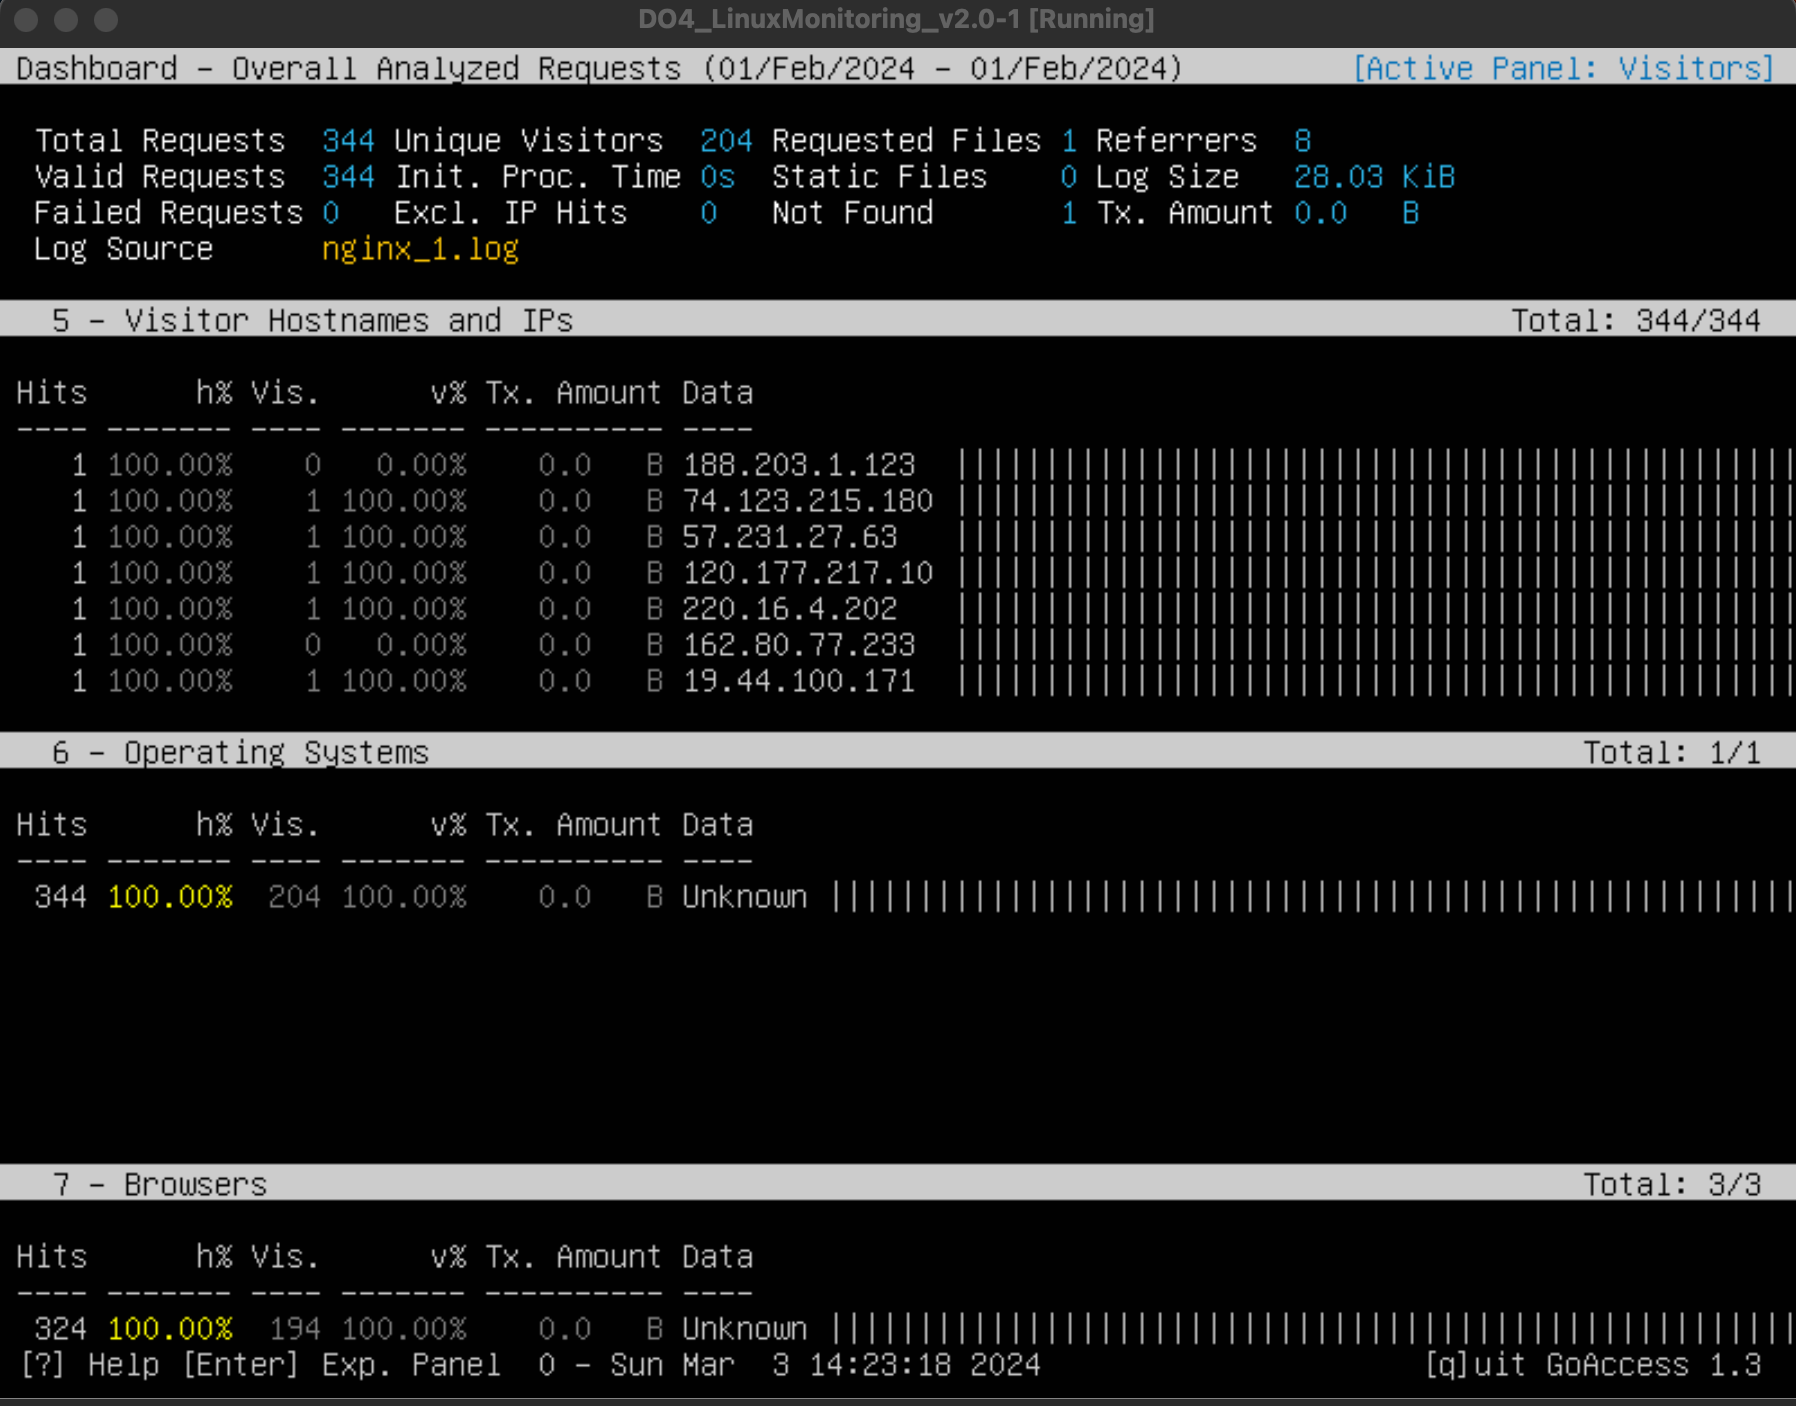 DO4_LinuxMonitoring_v2.0-1 [Running]
Dashboard - Overall Analyzed Requests (01/Feb/2024 - 01/Feb/2024) [Active Panel: Visitors]
Total Requests 344 Unique Visitors 204 Requested Files 1 Referrers 8
Valid Requests 344 Init. Proc. Time 0s Static Files 0 Log Size 28.03 KiB
Failed Requests 0 Excl. IP Hits 0 Not Found 1 Tx. Amount 0.0 B
Log Source nginx_1.log
5 - Visitor Hostnames and IPs Total: 344/344
Hits h% Vis. v% Tx. Amount Data
---- ------- ---- ------- ---------- ----
1 100.00% 0 0.00% 0.0 B 188.203.1.123
1 100.00% 1 100.00% 0.0 B 74.123.215.180
1 100.00% 1 100.00% 0.0 B 57.231.27.63
1 100.00% 1 100.00% 0.0 B 120.177.217.10
1 100.00% 1 100.00% 0.0 B 220.16.4.202
1 100.00% 0 0.00% 0.0 B 162.80.77.233
1 100.00% 1 100.00% 0.0 B 19.44.100.171
6 - Operating Systems Total: 1/1
Hits h% Vis. v% Tx. Amount Data
---- ------- ---- ------- ---------- ----
344 100.00% 204 100.00% 0.0 B Unknown
7 - Browsers Total: 3/3
Hits h% Vis. v% Tx. Amount Data
---- ------- ---- ------- ---------- ----
324 100.00% 194 100.00% 0.0 B Unknown
[?] Help [Enter] Exp. Panel 0 - Sun Mar 3 14:23:18 2024 [q]uit GoAccess 1.3